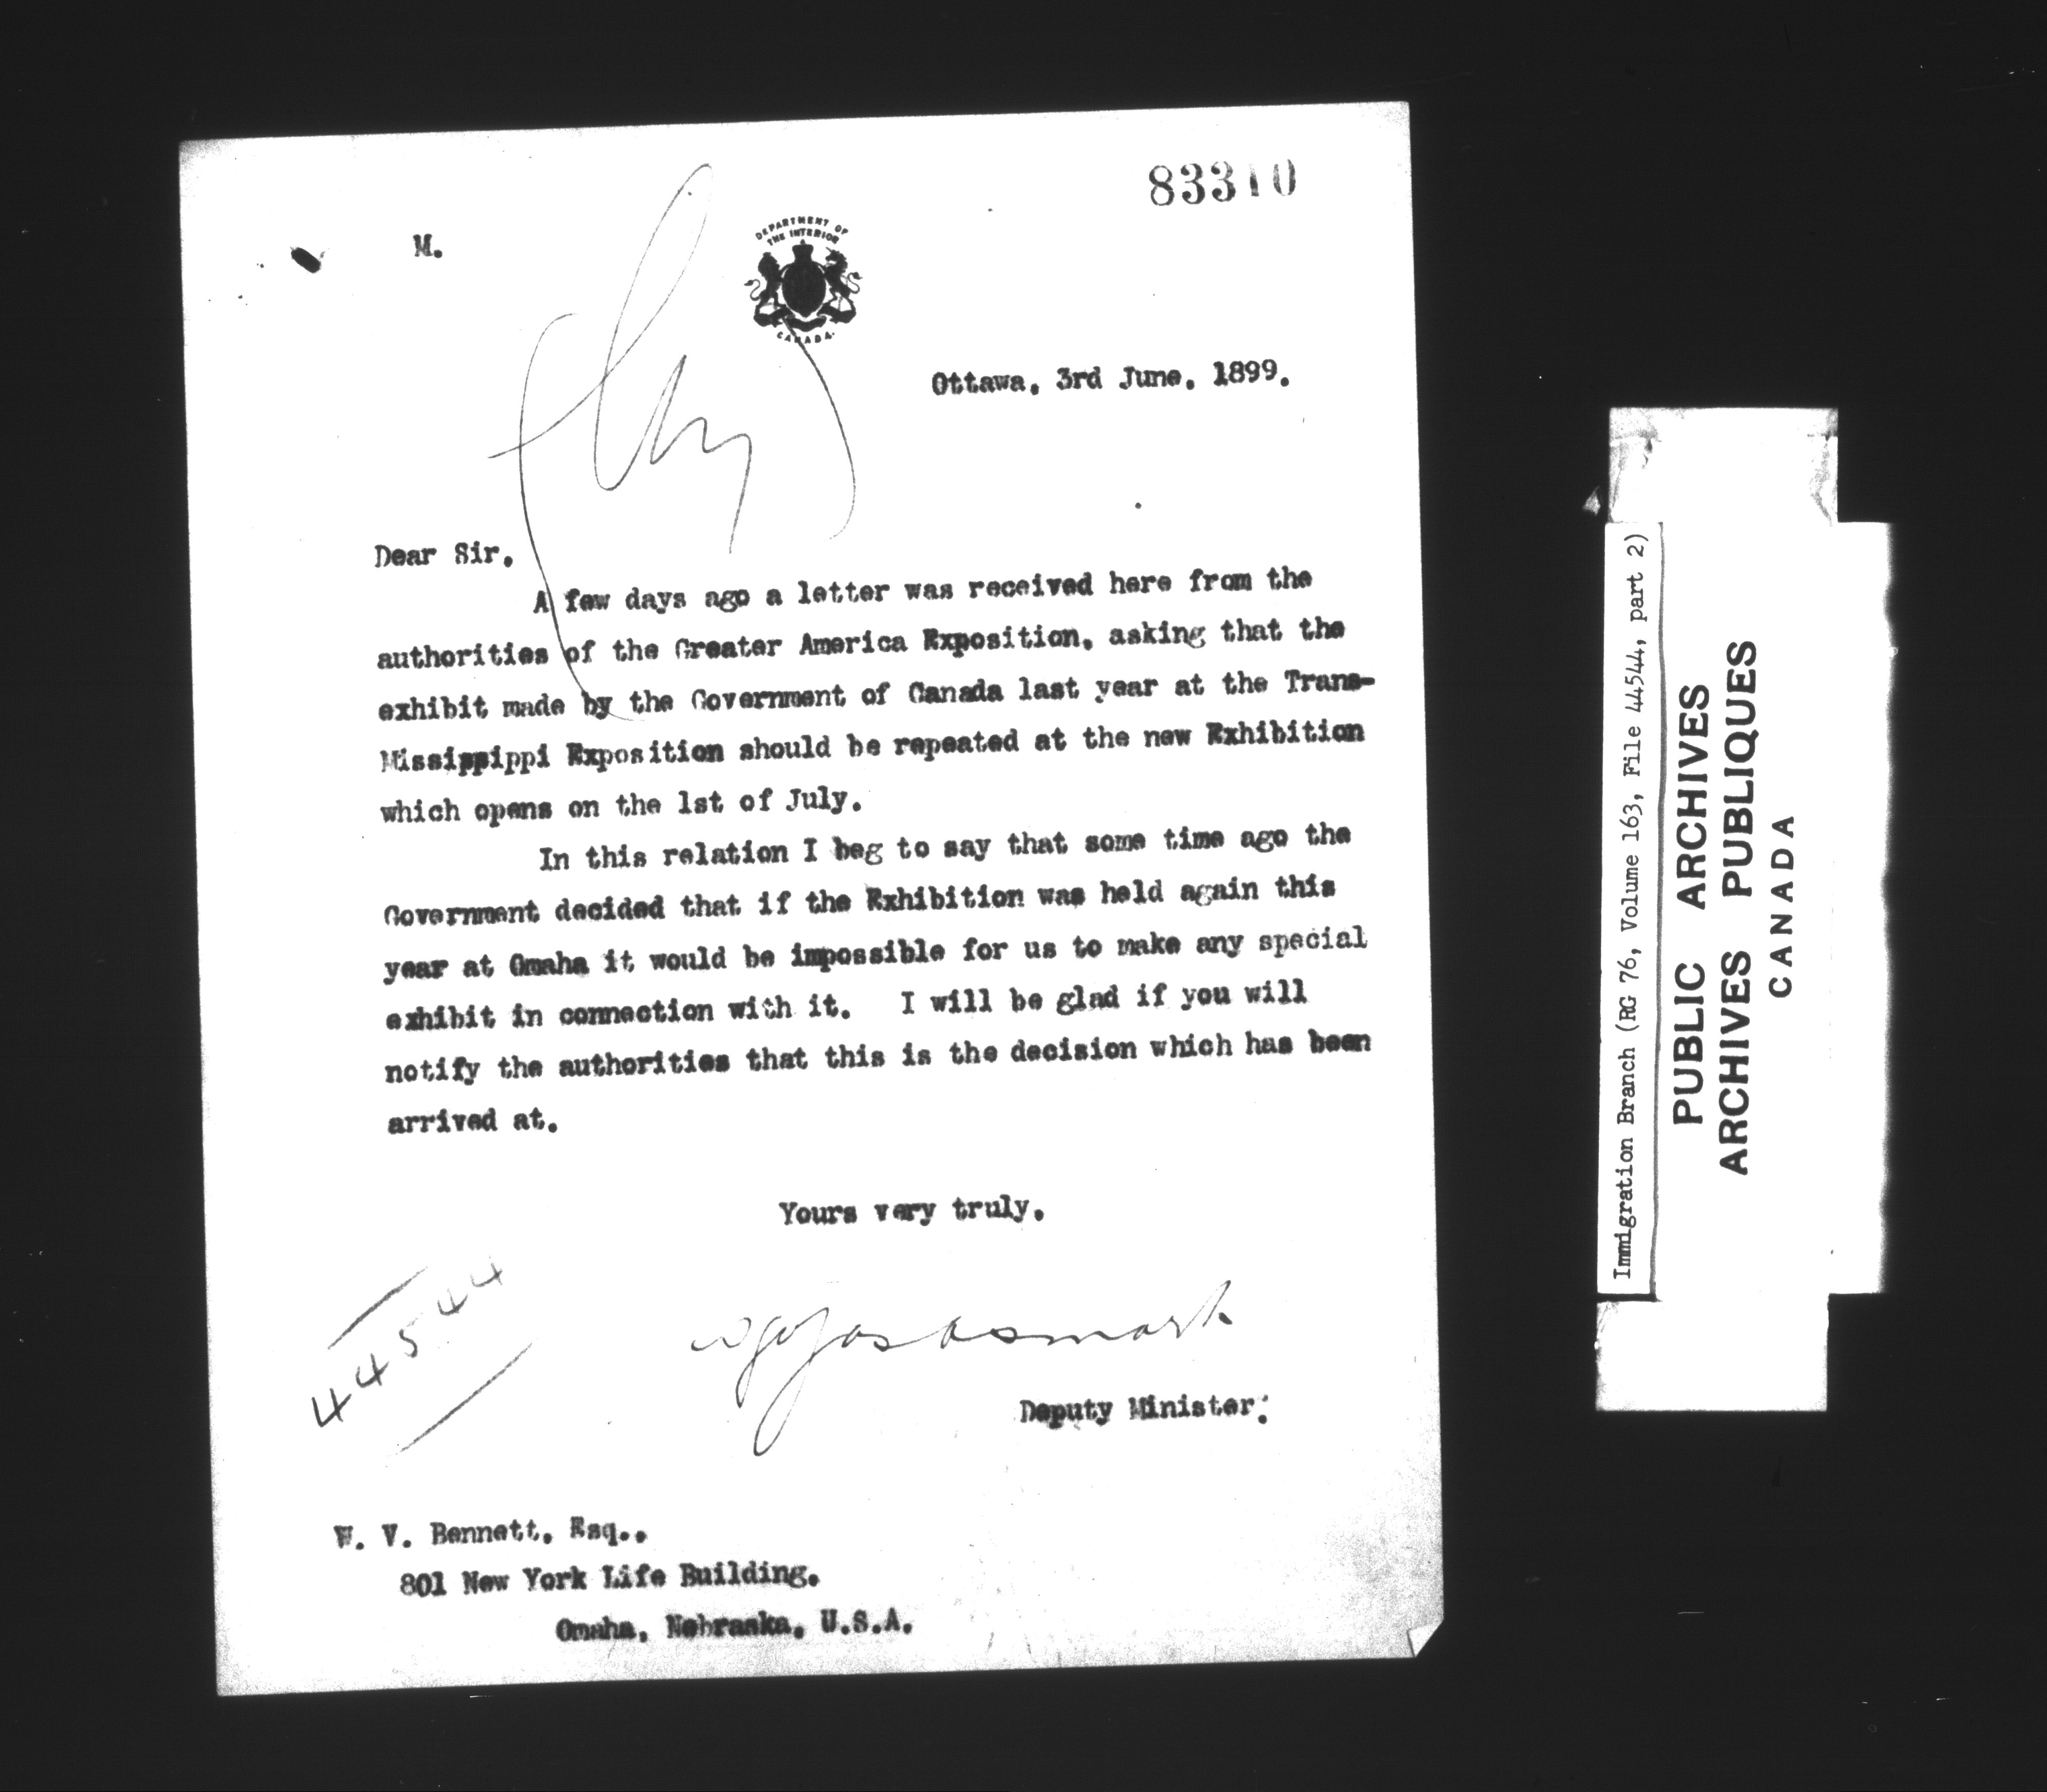 83310
M.
DEPARTMENT OF
THE INTERIOR
CANADA.
Ottawa, 3rd June, 1899.
Dear Sir,
A few days ago a letter was received here from the
authorities of the Greater America Exposition, asking that the
exhibit made by the Government of Canada last year at the Trans-
Mississippi Exposition should be repeated at the new Exhibition
which opens on the 1st of July.
In this relation I beg to say that some time ago the
Government decided that if the Exhibition was held again this
year at Omaha it would be impossible for us to make any special
exhibit in connection with it. I will be glad if you will
notify the authorities that this is the decision which has been
arrived at.
Yours very truly,
44544
Deputy Minister.
W. V. Bennett, Esq.,
801 New York Life Building,
Omaha, Nebraska, U.S.A.
Immigration Branch (RG 76, Volume 163, File 44544, part 2)
PUBLIC ARCHIVES
ARCHIVES PUBLIQUES
CANADA